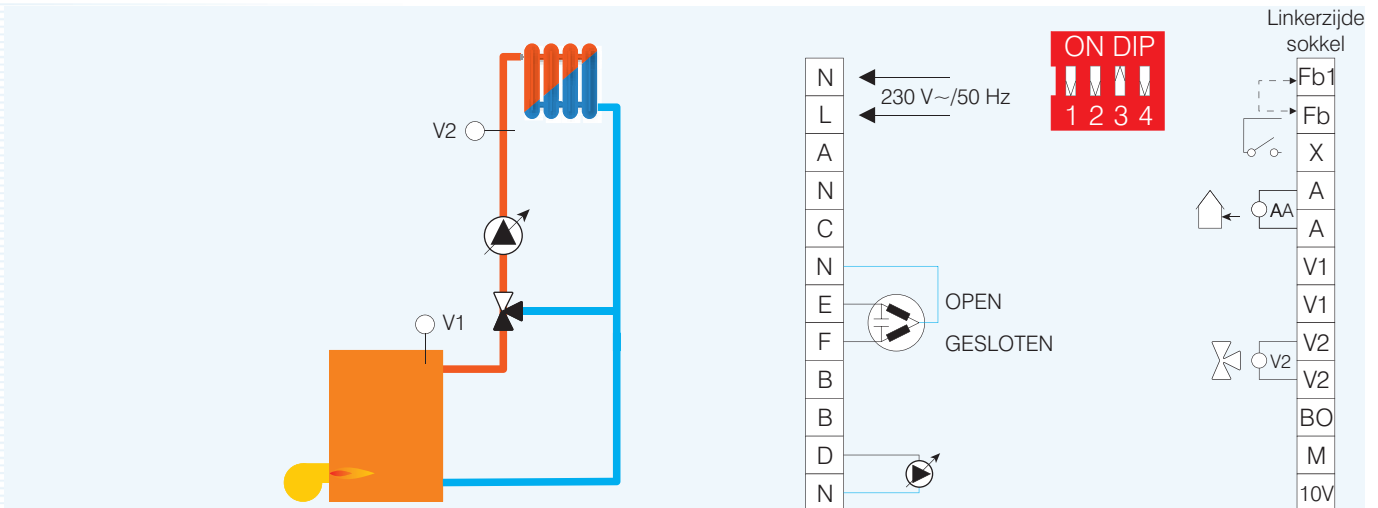 V2
V1
N
L
A
N
C
N
E
F
B
B
D
N
230 V~/50 Hz
OPEN
GESLOTEN
ON DIP
1 2 3 4
Linkerzijde
sokkel
Fb1
Fb
X
A
A
V1
V1
V2
V2
BO
M
10V
AA
V2